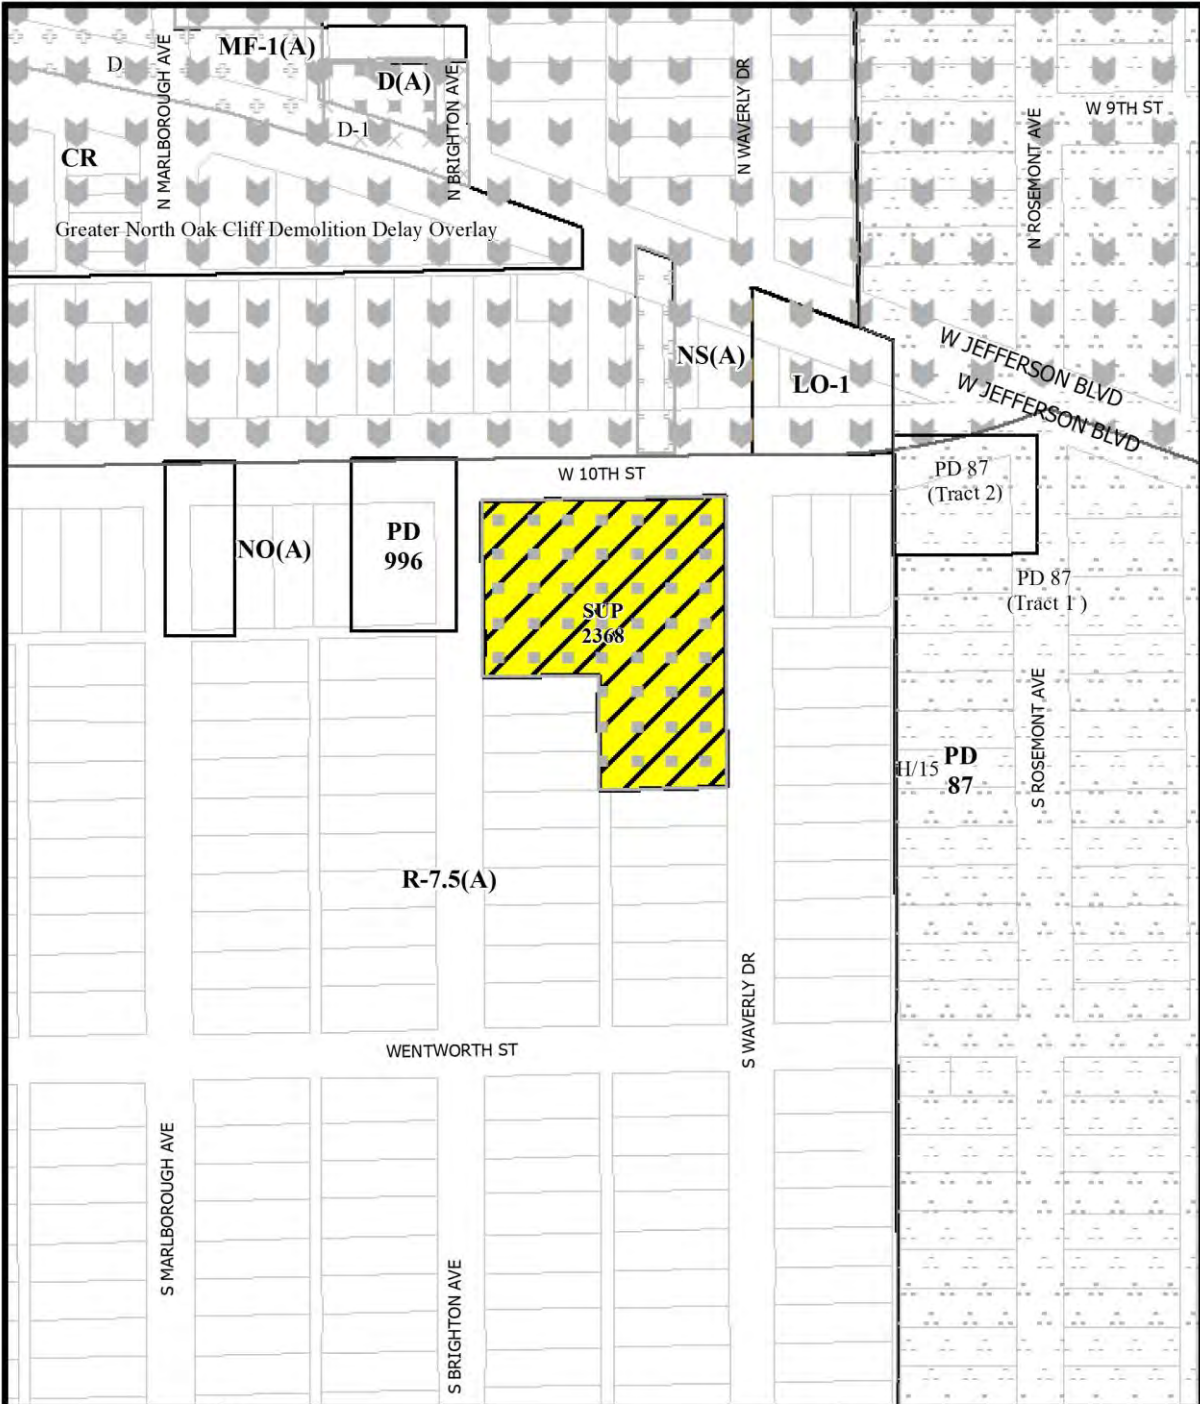 MF-1(A)
D
D(A)
D-1
CR
N MARLBOROUGH AVE
N BRIGHTON AVE
N WAVERLY DR
N ROSEMONT AVE
W 9TH ST
Greater North Oak Cliff Demolition Delay Overlay
NS(A)
LO-1
W JEFFERSON BLVD
W JEFFERSON BLVD
W 10TH ST
PD 87
(Tract 2)
NO(A)
PD
996
PD 87
(Tract 1 )
SUP
2368
H/15
PD
87
S ROSEMONT AVE
R-7.5(A)
S WAVERLY DR
WENTWORTH ST
S MARLBOROUGH AVE
S BRIGHTON AVE